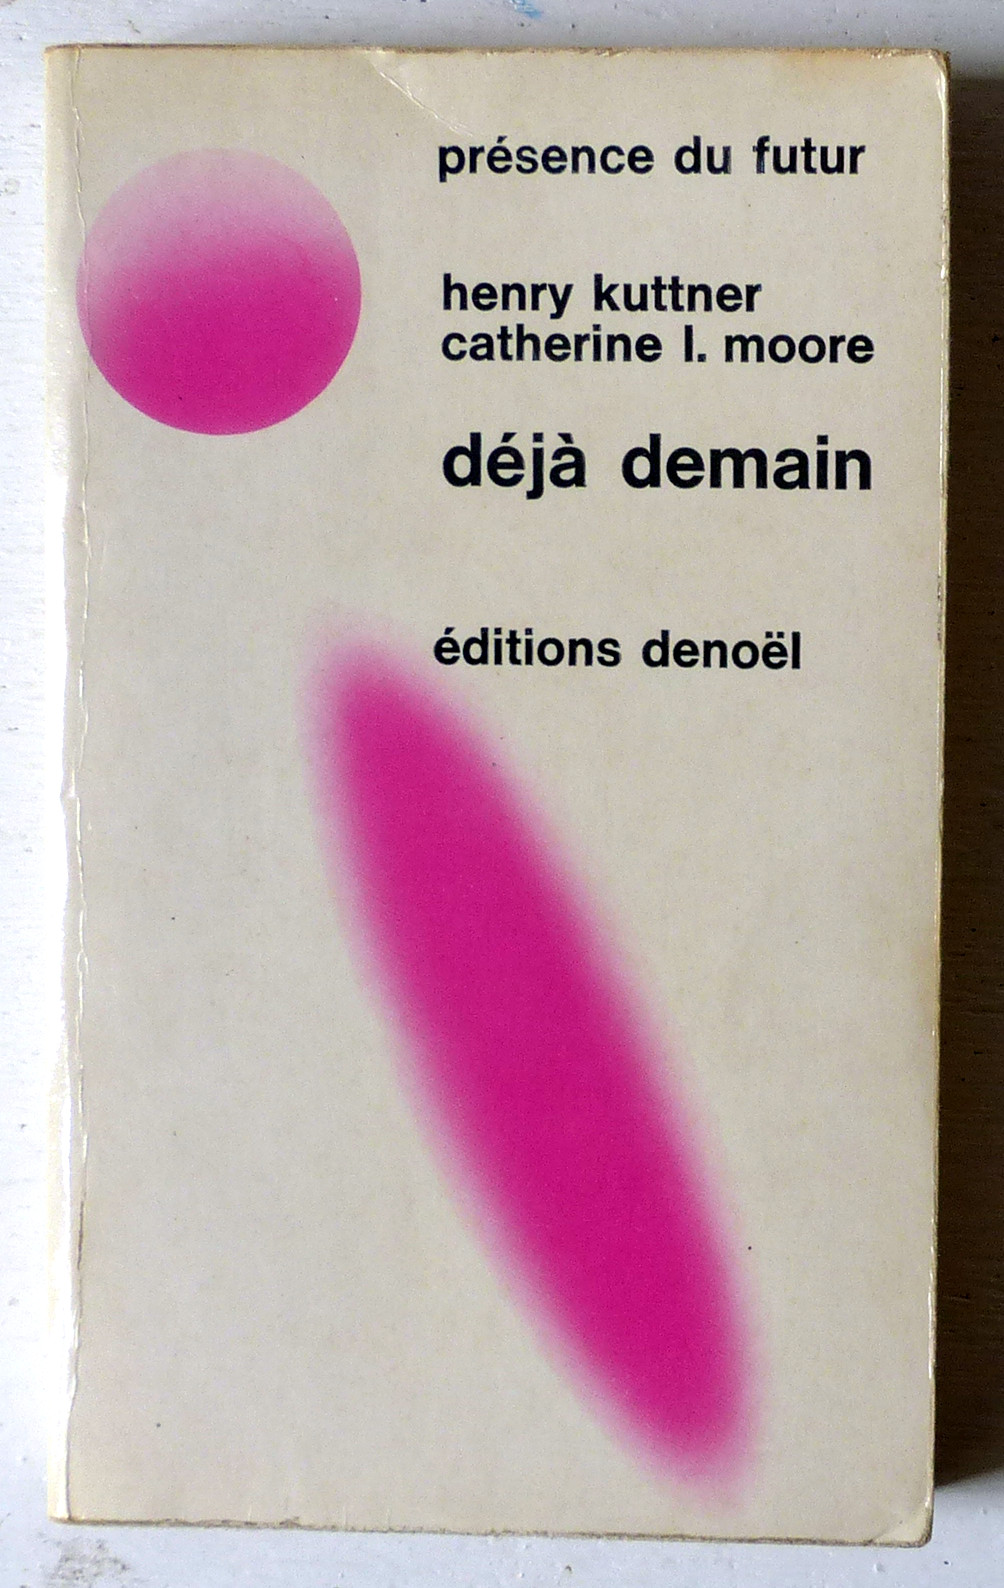 présence du futur
henry kuttner
catherine l. moore
déjà demain
éditions denoël